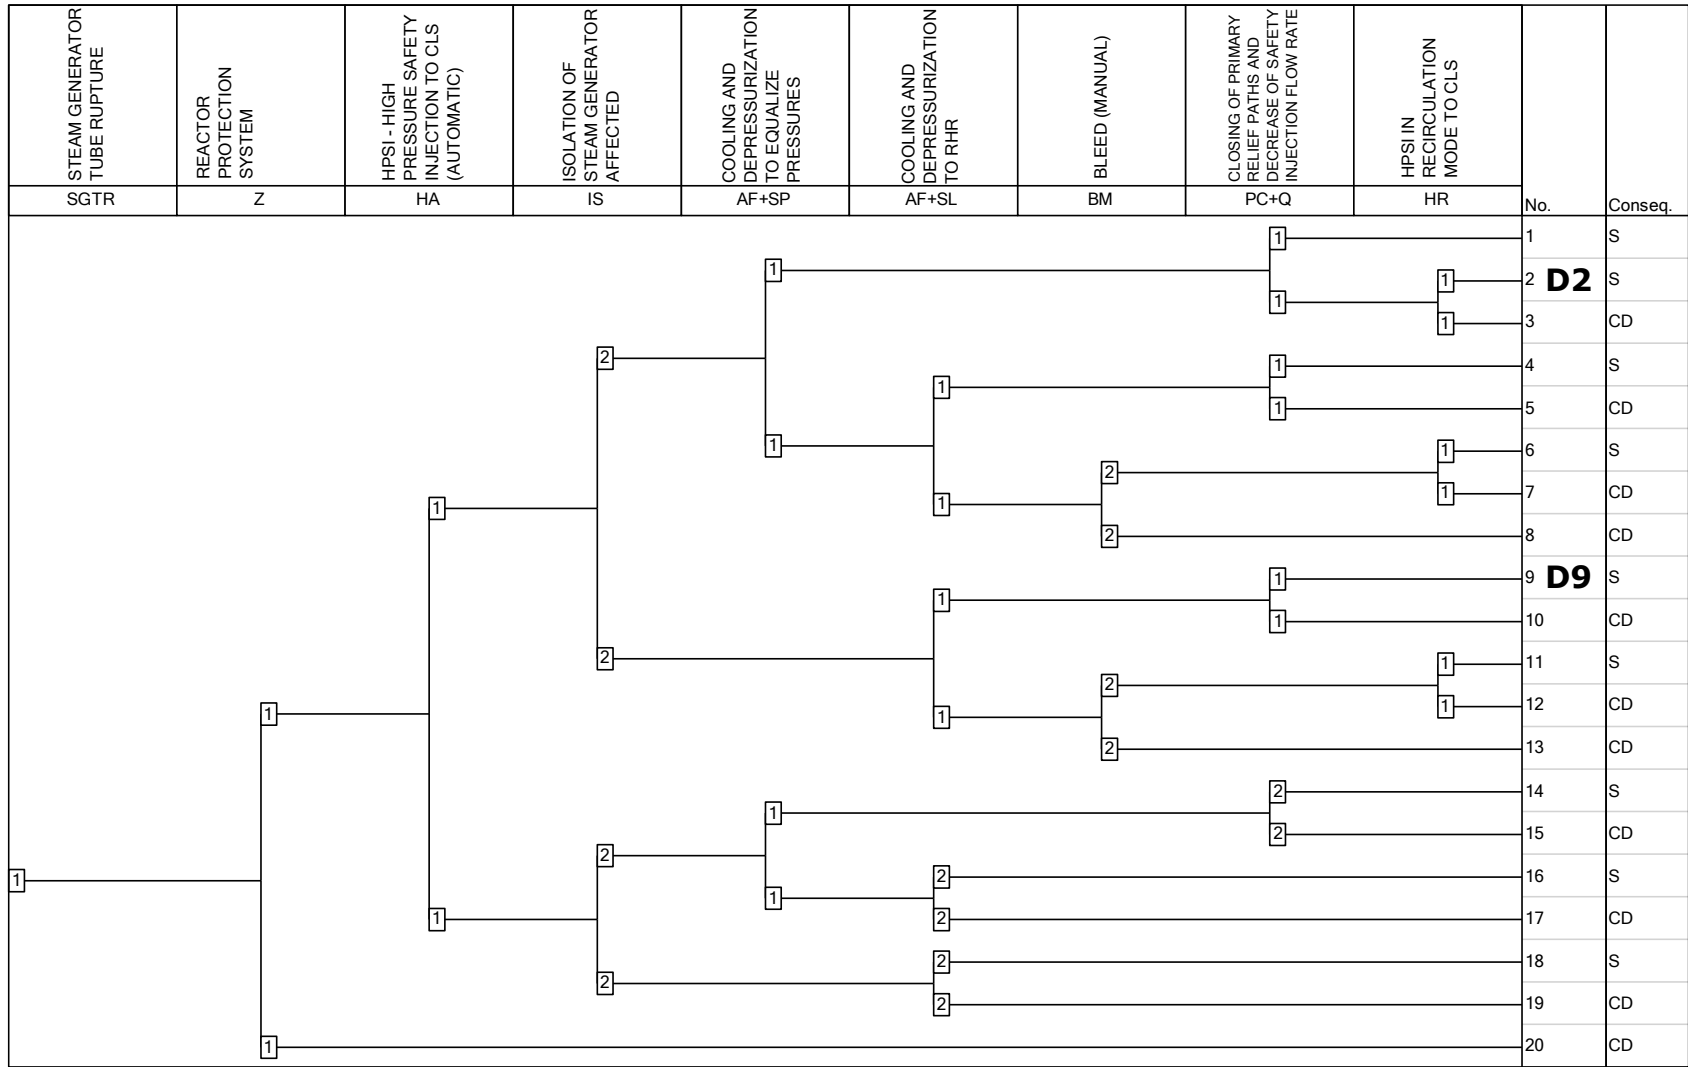 STEAM GENERATOR
TUBE RUPTURE
REACTOR
PROTECTION
SYSTEM
HPSI - HIGH
PRESSURE SAFETY
INJECTION TO CLS
(AUTOMATIC)
ISOLATION OF
STEAM GENERATOR
AFFECTED
COOLING AND
DEPRESSURIZATION
TO EQUALIZE
PRESSURES
COOLING AND
DEPRESSURIZATION
TO RHR
BLEED (MANUAL)
CLOSING OF PRIMARY
RELIEF PATHS AND
DECREASE OF SAFETY
INJECTION FLOW RATE
HPSI IN
RECIRCULATION
MODE TO CLS
SGTR Z HA IS AF+SP AF+SL BM PC+Q HR No. Conseq.
1 1 S
1
1 2 D2 S
1
1 3 CD
2
1 4 S
1
1 5 CD
1
1 6 S
2
1 7 CD
1
1
2 8 CD
1 9 D9 S
1
1 10 CD
2
1 11 S
2
1 12 CD
1
1
2 13 CD
2 14 S
1
2 15 CD
2
1
2 16 S
1
1
2 17 CD
2 18 S
2
2 19 CD
1 20 CD